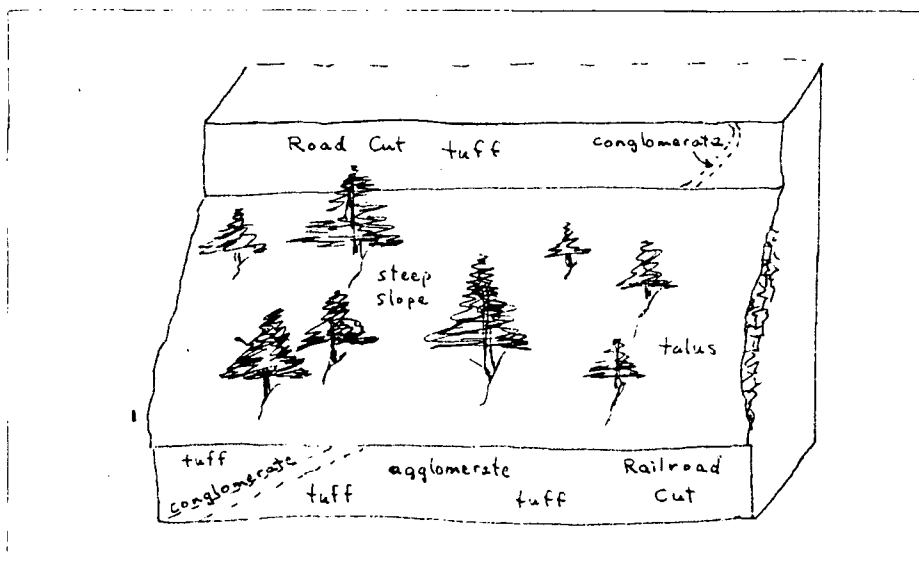 Road Cut tuff conglomerate
steep
slope
talus
tuff
conglomerate
tuff
agglomerate
tuff
Railroad
Cut